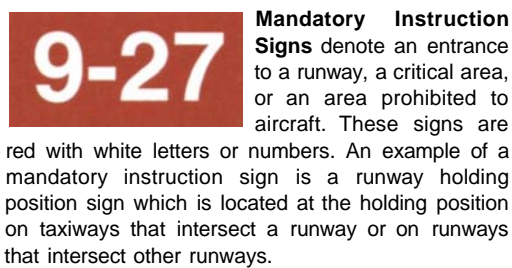 9-27
Mandatory Instruction
Signs denote an entrance
to a runway, a critical area,
or an area prohibited to
aircraft. These signs are
red with white letters or numbers. An example of a
mandatory instruction sign is a runway holding
position sign which is located at the holding position
on taxiways that intersect a runway or on runways
that intersect other runways.